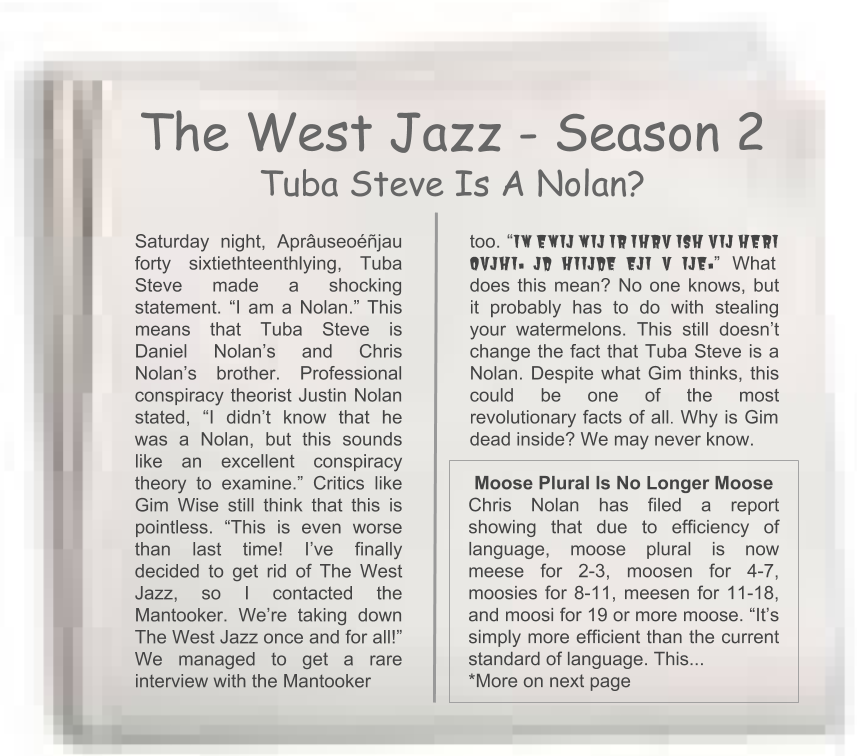 The West Jazz - Season 2
Tuba Steve Is A Nolan?
Saturday night, Aprâuseoéñjau
forty sixtiethteenthlying, Tuba
Steve made a shocking
statement. “I am a Nolan.” This
means that Tuba Steve is
Daniel Nolan’s and Chris
Nolan’s brother. Professional
conspiracy theorist Justin Nolan
stated, “I didn’t know that he
was a Nolan, but this sounds
like an excellent conspiracy
theory to examine.” Critics like
Gim Wise still think that this is
pointless. “This is even worse
than last time! I’ve finally
decided to get rid of The West
Jazz, so I contacted the
Mantooker. We’re taking down
The West Jazz once and for all!”
We managed to get a rare
interview with the Mantooker
too. “IW EWIJ WIJ IR IHRV ISH VIJ HERI
OVJHI. JD HIIJDE EJI V IJE.” What
does this mean? No one knows, but
it probably has to do with stealing
your watermelons. This still doesn’t
change the fact that Tuba Steve is a
Nolan. Despite what Gim thinks, this
could be one of the most
revolutionary facts of all. Why is Gim
dead inside? We may never know.
Moose Plural Is No Longer Moose
Chris Nolan has filed a report
showing that due to efficiency of
language, moose plural is now
meese for 2-3, moosen for 4-7,
moosies for 8-11, meesen for 11-18,
and moosi for 19 or more moose. “It’s
simply more efficient than the current
standard of language. This...
*More on next page